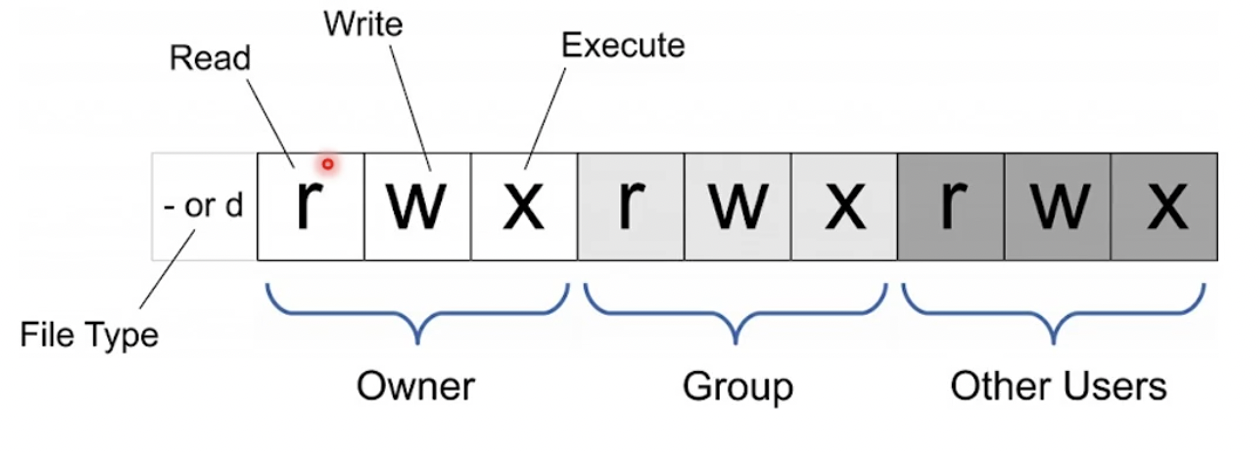 Write
Read
Execute
- or d r w x r w x r w x
File Type
Owner Group Other Users